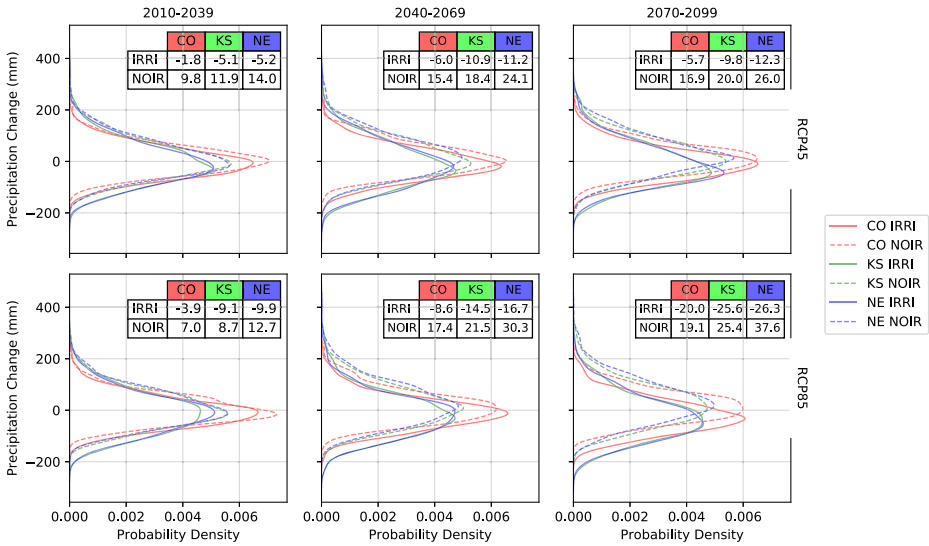 2010-2039
2040-2069
2070-2099
Precipitation Change (mm)
400
200
0
−200
CO KS NE
IRRI -1.8 -5.1 -5.2
NOIR 9.8 11.9 14.0
CO KS NE
IRRI -6.0 -10.9 -11.2
NOIR 15.4 18.4 24.1
CO KS NE
IRRI -5.7 -9.8 -12.3
NOIR 16.9 20.0 26.0
RCP45
CO IRRI
CO NOIR
KS IRRI
KS NOIR
NE IRRI
NE NOIR
Precipitation Change (mm)
400
200
0
−200
CO KS NE
IRRI -3.9 -9.1 -9.9
NOIR 7.0 8.7 12.7
CO KS NE
IRRI -8.6 -14.5 -16.7
NOIR 17.4 21.5 30.3
CO KS NE
IRRI -20.0 -25.6 -26.3
NOIR 19.1 25.4 37.6
RCP85
0.000 0.002 0.004 0.006
0.000 0.002 0.004 0.006
0.000 0.002 0.004 0.006
Probability Density
Probability Density
Probability Density